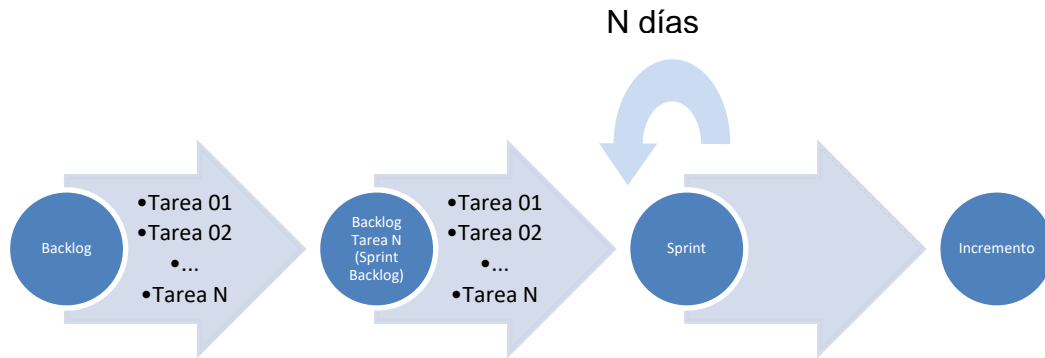 N días
Backlog
•Tarea 01
•Tarea 02
•...
•Tarea N
Backlog
Tarea N
(Sprint
Backlog)
•Tarea 01
•Tarea 02
•...
•Tarea N
Sprint
Incremento